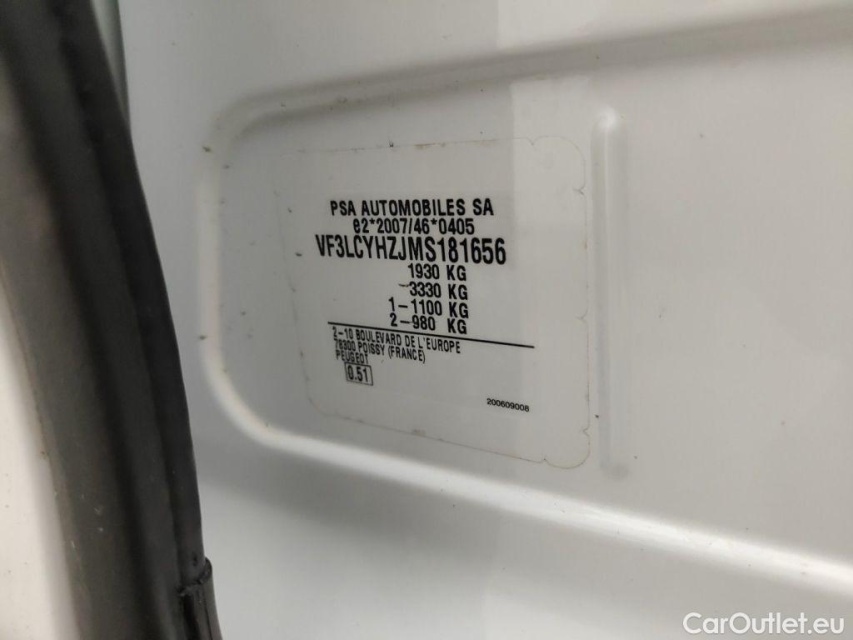 PSA AUTOMOBILES SA
e2*2007/46*0405
VF3LCYHZJMS181656
1930 KG
3330 KG
1-1100 KG
2-980 KG
2-10 BOULEVARD DE L'EUROPE
78300 POISSY (FRANCE)
PEUGEOT
0.51
200609008
CarOutlet.eu